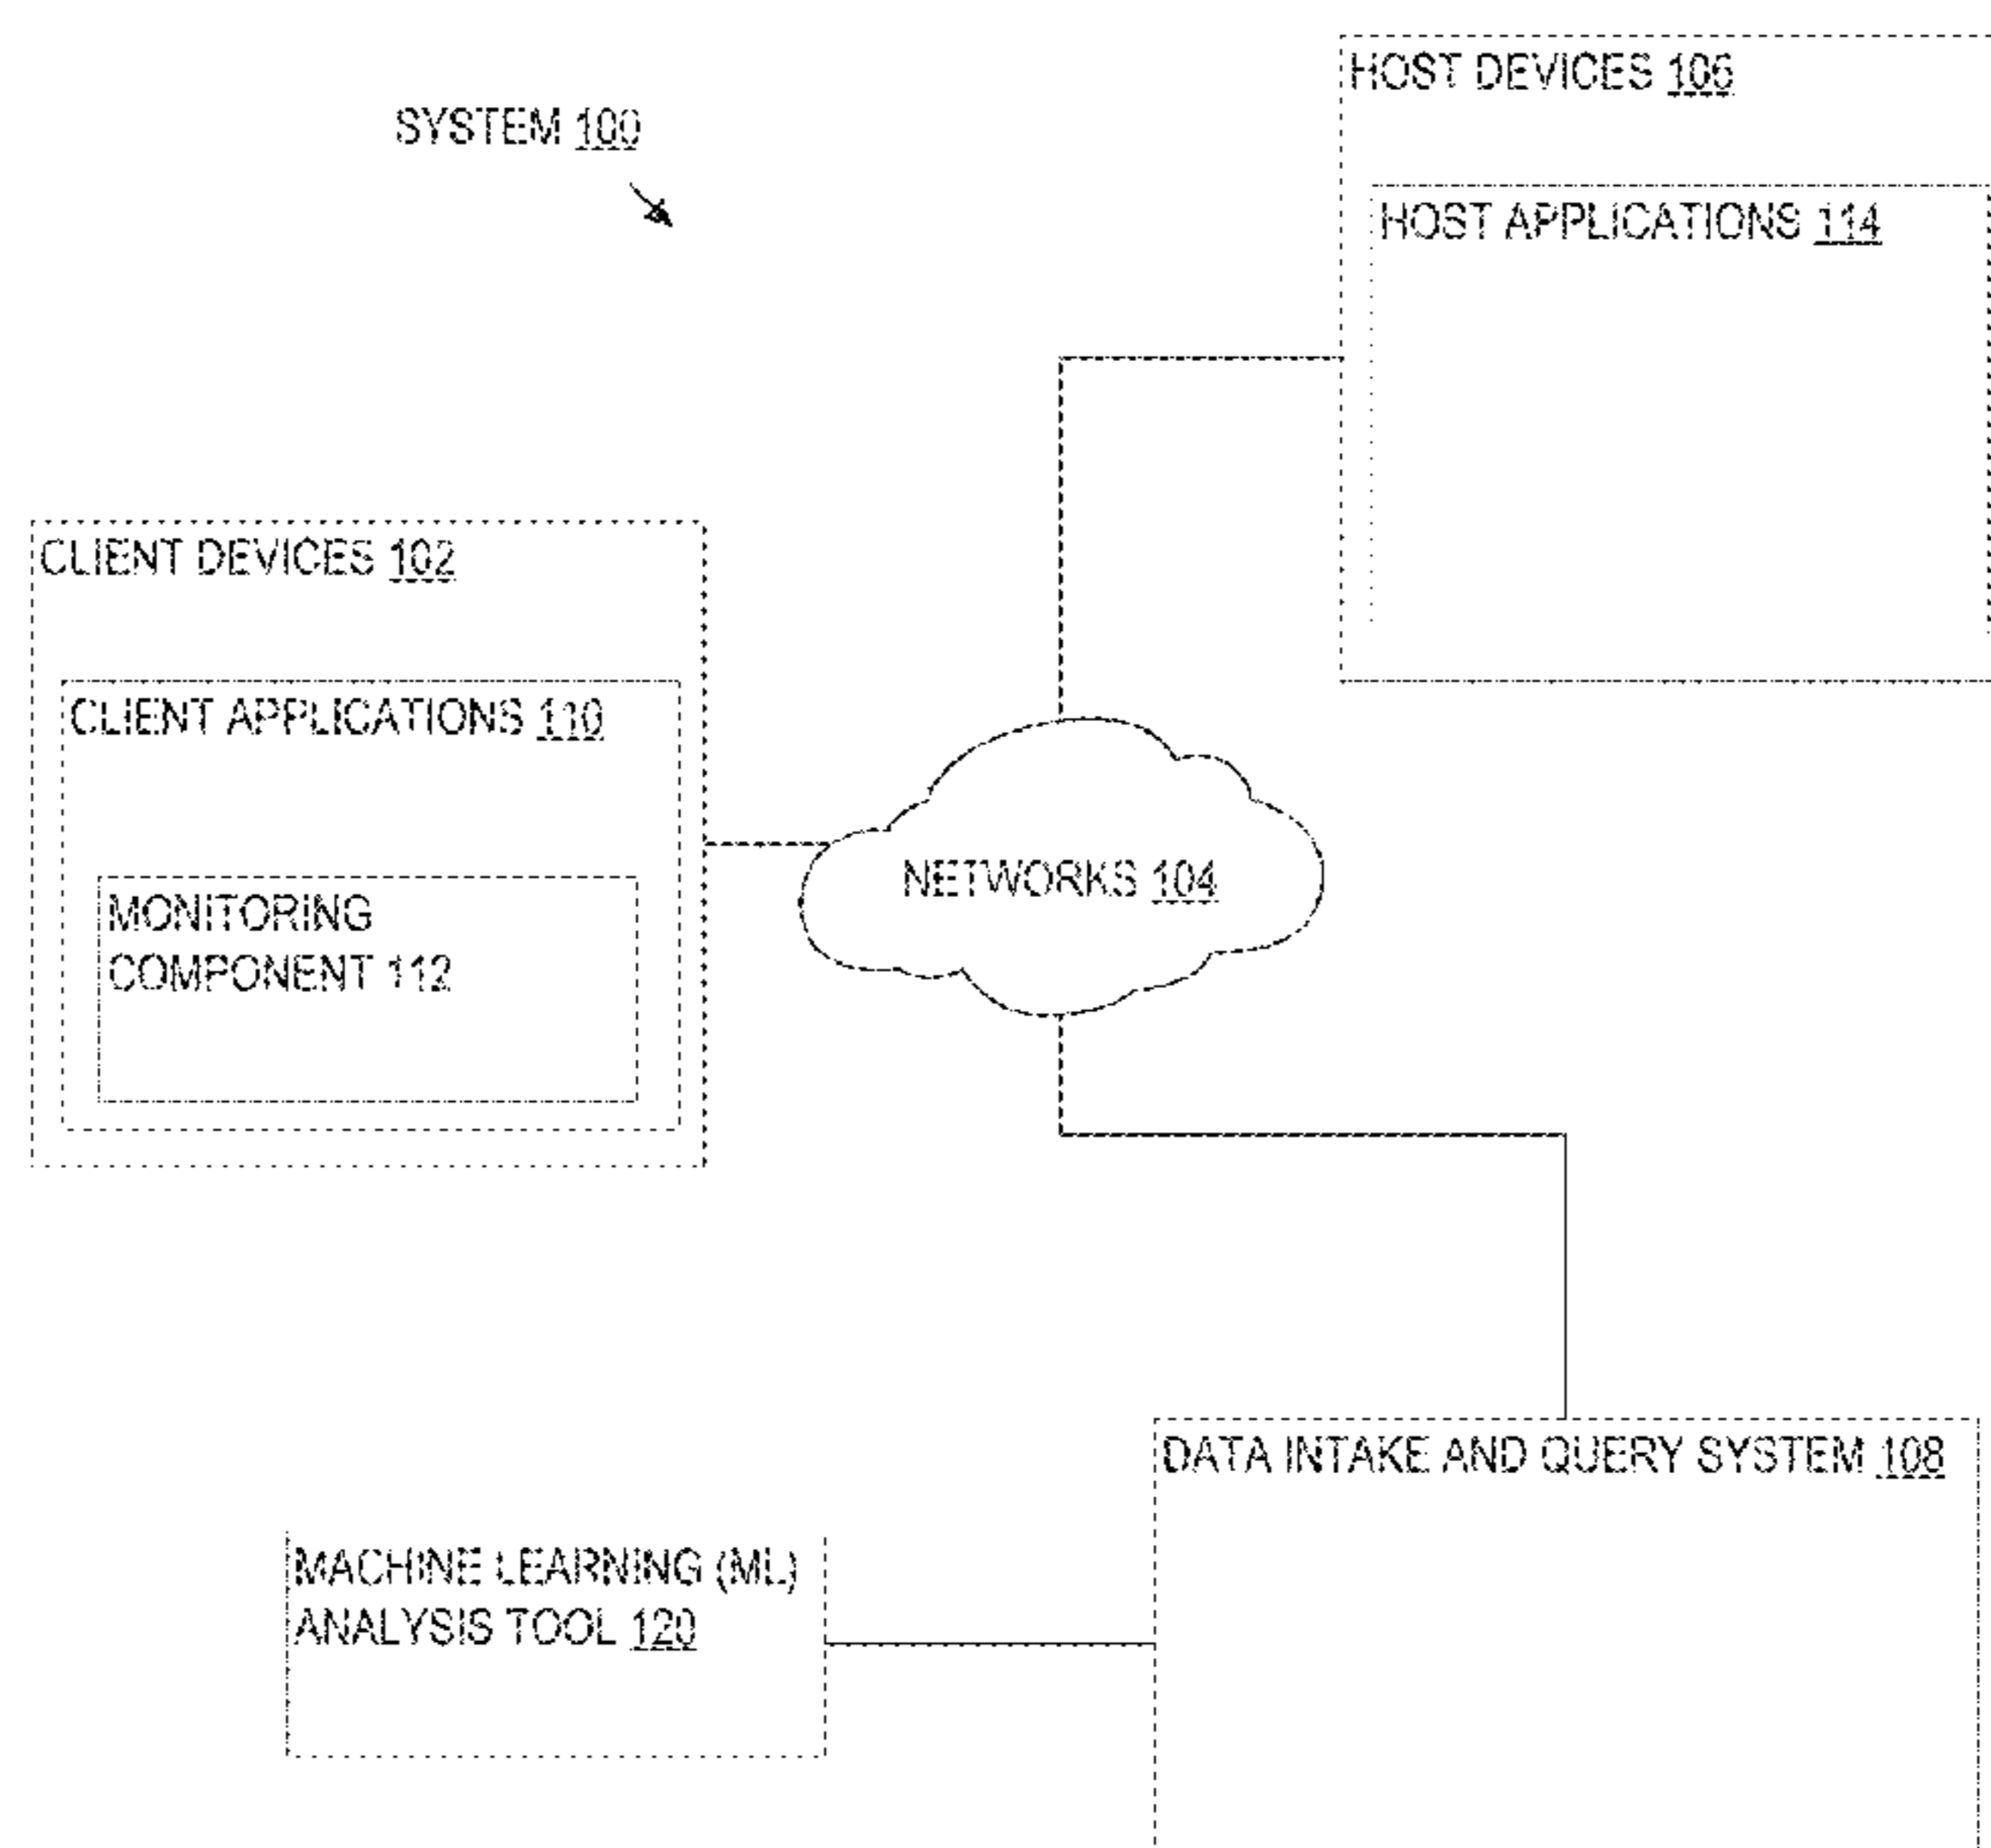 SYSTEM 100
HOST DEVICES 106
HOST APPLICATIONS 114
CLIENT DEVICES 102
CLIENT APPLICATIONS 110
MONITORING
COMPONENT 112
NETWORKS 104
DATA INTAKE AND QUERY SYSTEM 108
MACHINE LEARNING (ML)
ANALYSIS TOOL 120